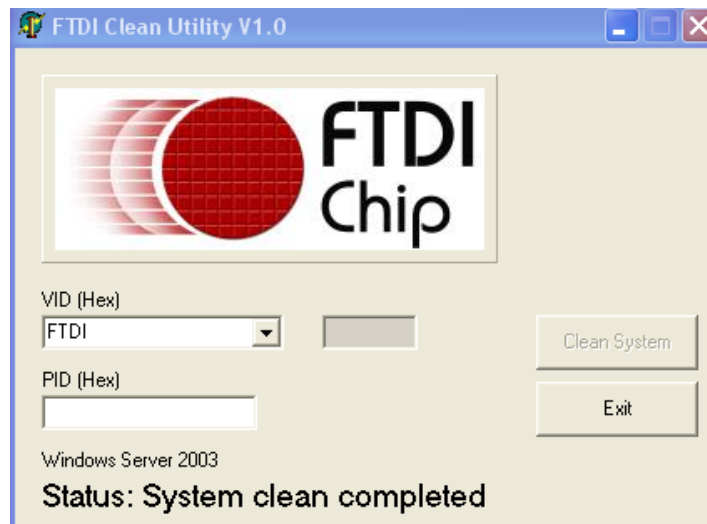 FTDI Clean Utility V1.0
FTDI
Chip
VID (Hex)
FTDI
Clean System
PID (Hex)
Exit
Windows Server 2003
Status: System clean completed